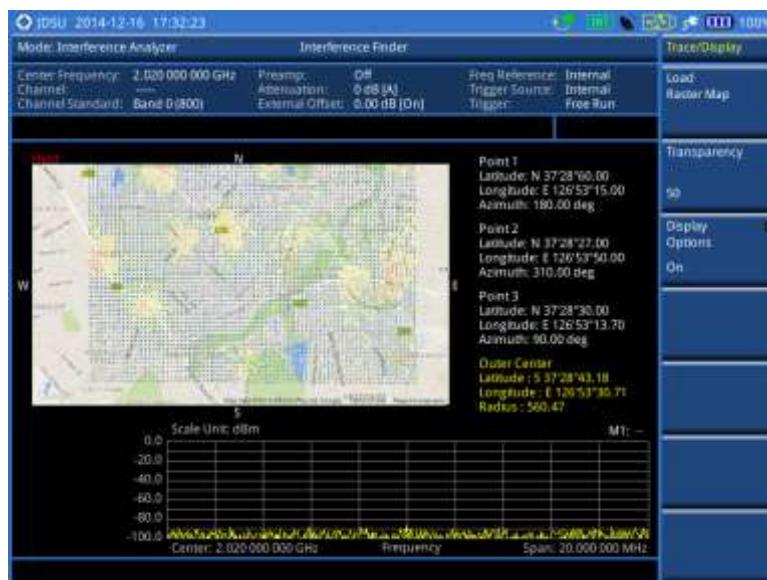 JDSU 2014-12-16 17:32:23
100%
Mode: Interference Analyzer
Interference Finder
Trace/Display
Center Frequency: 2.020 000 000 GHz
Channel: ----
Channel Standard: Band 0 (800)
Preamp: Off
Attenuation: 0 dB [A]
External Offset: 0.00 dB [On]
Freq Reference: Internal
Trigger Source: Internal
Trigger: Free Run
Load
Raster Map
Transparency
50
Display
Options
On
N
W
E
S
Point 1
Latitude: N 37'28"60.00
Longitude: E 126'53"15.00
Azimuth: 180.00 deg
Point 2
Latitude: N 37'28"27.00
Longitude: E 126'53"50.00
Azimuth: 310.00 deg
Point 3
Latitude: N 37'28"30.00
Longitude: E 126'53"13.70
Azimuth: 90.00 deg
Outer Center
Latitude : S 37'28"43.18
Longitude : E 126'53"30.71
Radius : 560.47
Scale Unit: dBm
M1: --
0.0
-20.0
-40.0
-60.0
-80.0
-100.0
Center: 2.020 000 000 GHz
Frequency
Span: 20.000 000 MHz